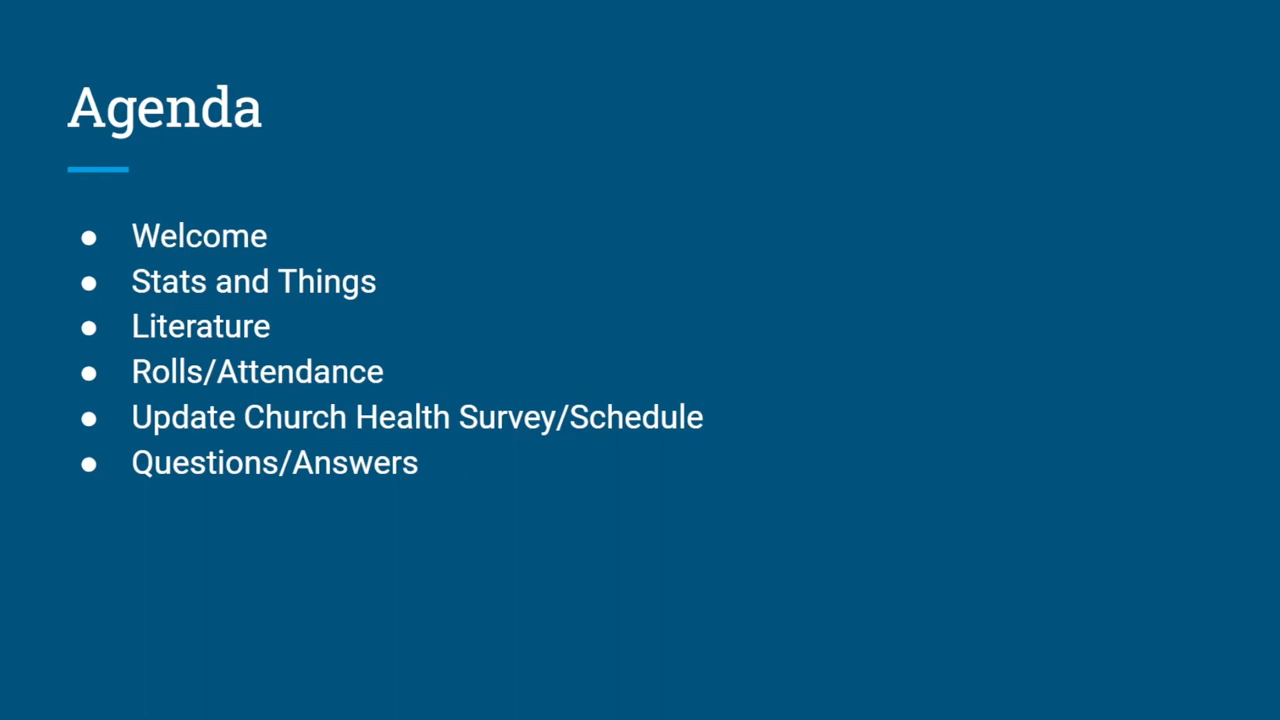 Agenda
● Welcome
● Stats and Things
● Literature
● Rolls/Attendance
● Update Church Health Survey/Schedule
● Questions/Answers